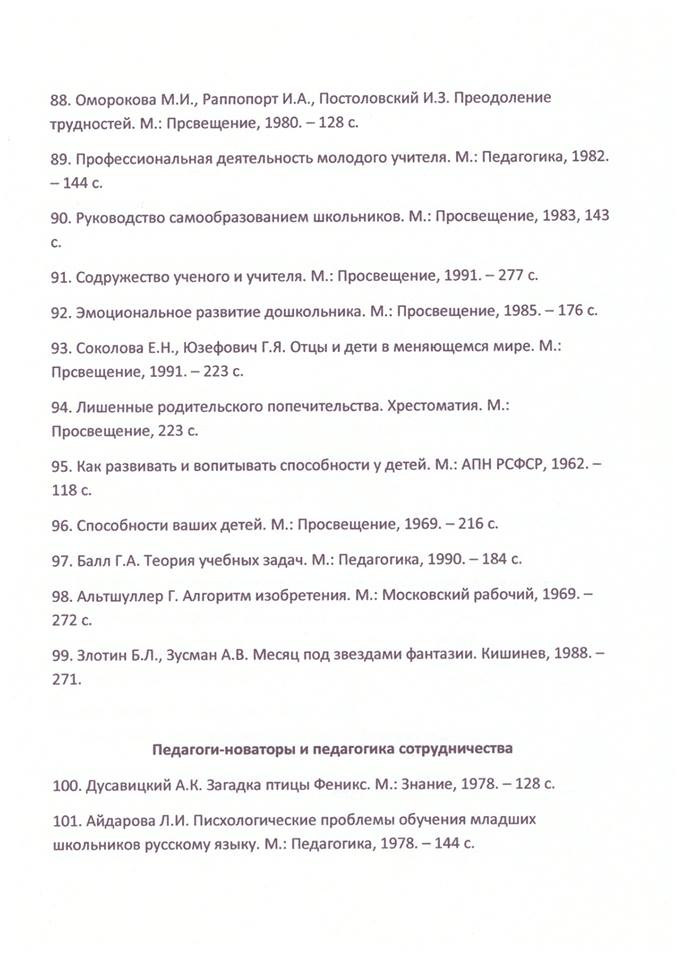 88. Оморокова М.И., Раппопорт И.А., Постоловский И.З. Преодоление
трудностей. М.: Прсвещение, 1980. – 128 с.
89. Профессиональная деятельность молодого учителя. М.: Педагогика, 1982.
– 144 с.
90. Руководство самообразованием школьников. М.: Просвещение, 1983, 143
с.
91. Содружество ученого и учителя. М.: Просвещение, 1991. – 277 с.
92. Эмоциональное развитие дошкольника. М.: Просвещение, 1985. – 176 с.
93. Соколова Е.Н., Юзефович Г.Я. Отцы и дети в меняющемся мире. М.:
Прсвещение, 1991. – 223 с.
94. Лишенные родительского попечительства. Хрестоматия. М.:
Просвещение, 223 с.
95. Как развивать и вопитывать способности у детей. М.: АПН РСФСР, 1962. –
118 с.
96. Способности ваших детей. М.: Просвещение, 1969. – 216 с.
97. Балл Г.А. Теория учебных задач. М.: Педагогика, 1990. – 184 с.
98. Альтшуллер Г. Алгоритм изобретения. М.: Московский рабочий, 1969. –
272 с.
99. Злотин Б.Л., Зусман А.В. Месяц под звездами фантазии. Кишинев, 1988. –
271.
Педагоги-новаторы и педагогика сотрудничества
100. Дусавицкий А.К. Загадка птицы Феникс. М.: Знание, 1978. – 128 с.
101. Айдарова Л.И. Писхологические проблемы обучения младших
школьников русскому языку. М.: Педагогика, 1978. – 144 с.